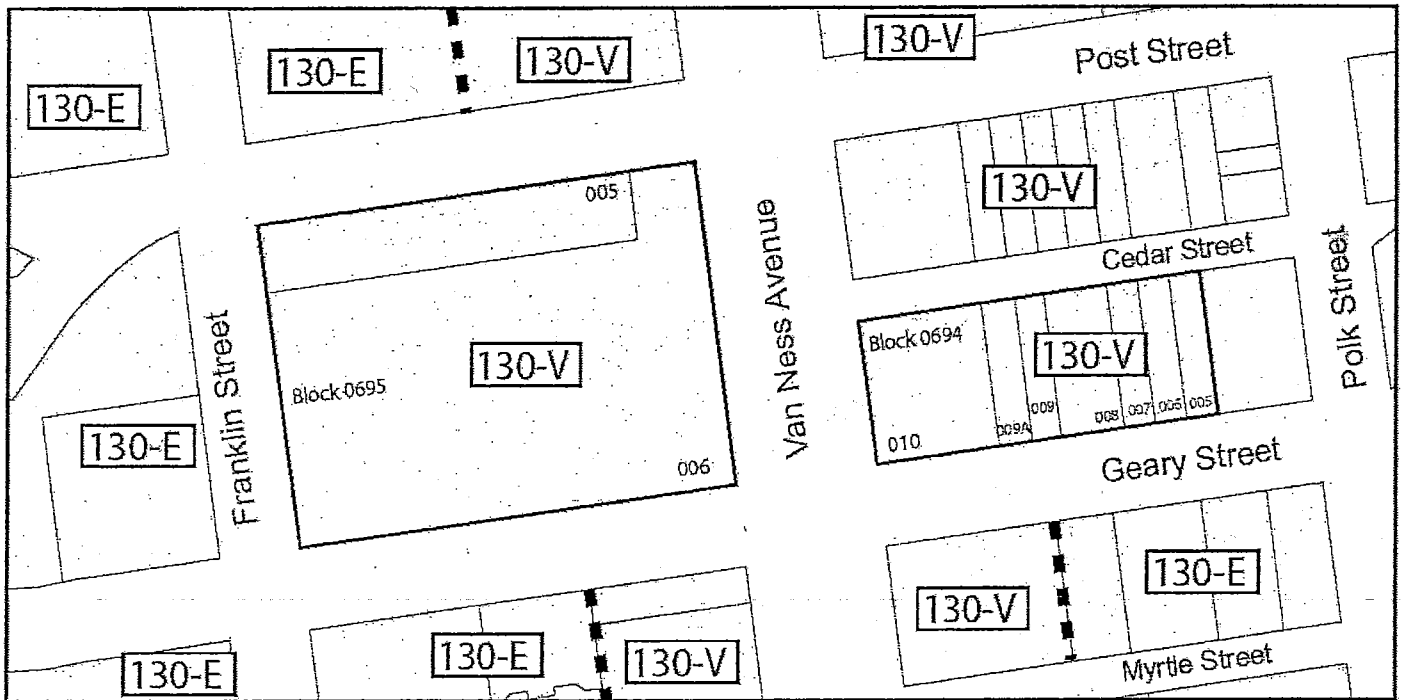 130-E
130-E
130-V
130-V
Post Street
005
130-V
Cedar Street
Van Ness Avenue
Polk Street
Franklin Street
Block 0695
130-V
006
Block 0694
130-V
010
009A
009
008
007
006
005
Geary Street
130-E
130-E
130-E
130-V
130-V
130-E
Myrtle Street